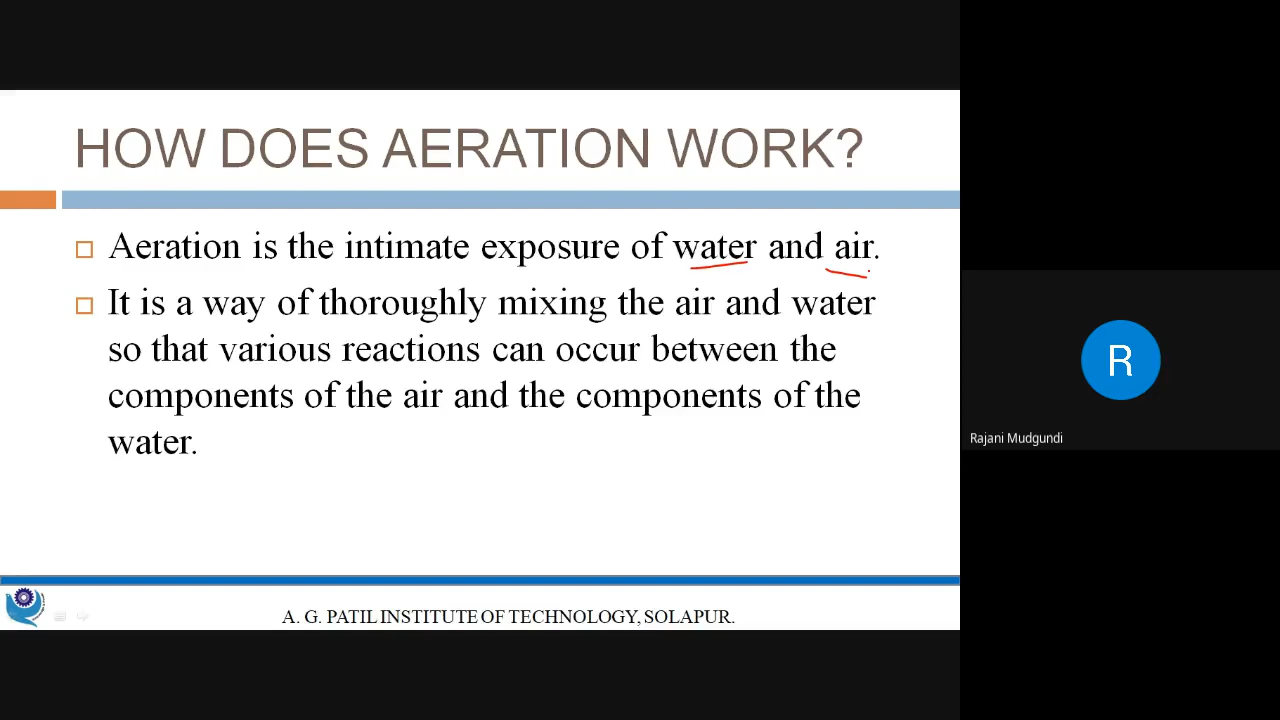 HOW DOES AERATION WORK?
Aeration is the intimate exposure of water and air.
It is a way of thoroughly mixing the air and water
so that various reactions can occur between the
components of the air and the components of the
water.
A. G. PATIL INSTITUTE OF TECHNOLOGY, SOLAPUR.
R
Rajani Mudgundi